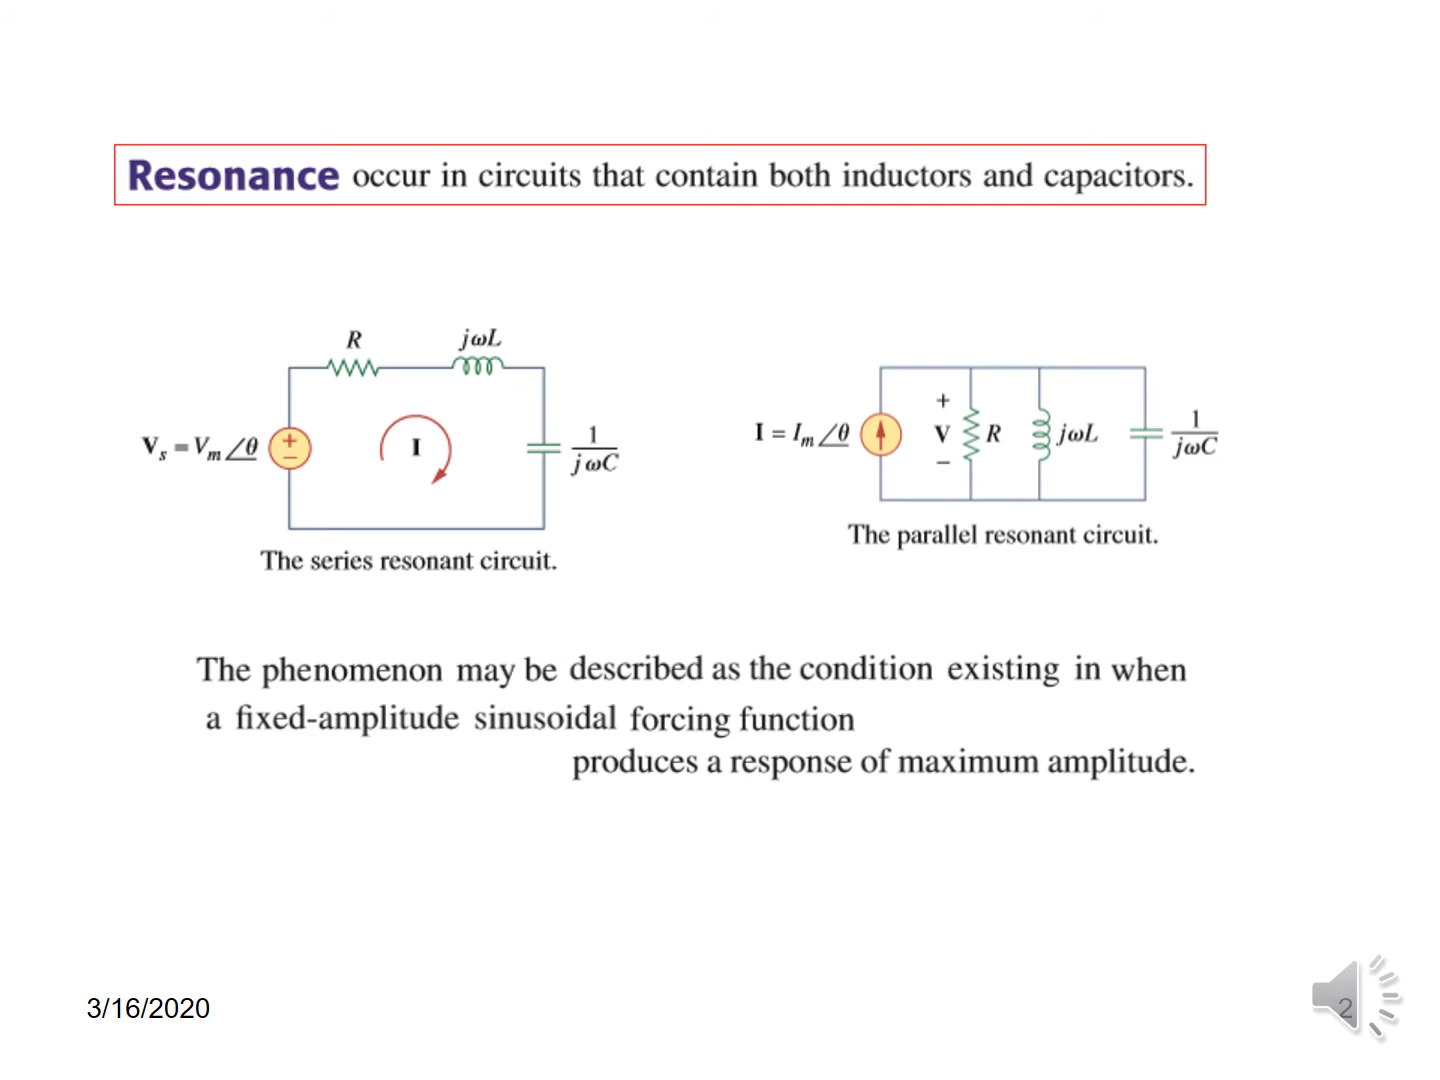 Resonance occur in circuits that contain both inductors and capacitors.
R
jωL
Vs = Vm∠θ
+
−
I
1
jωC
The series resonant circuit.
I = Im∠θ
+
V
−
R
jωL
1
jωC
The parallel resonant circuit.
The phenomenon may be described as the condition existing in when
a fixed-amplitude sinusoidal forcing function
produces a response of maximum amplitude.
3/16/2020
2